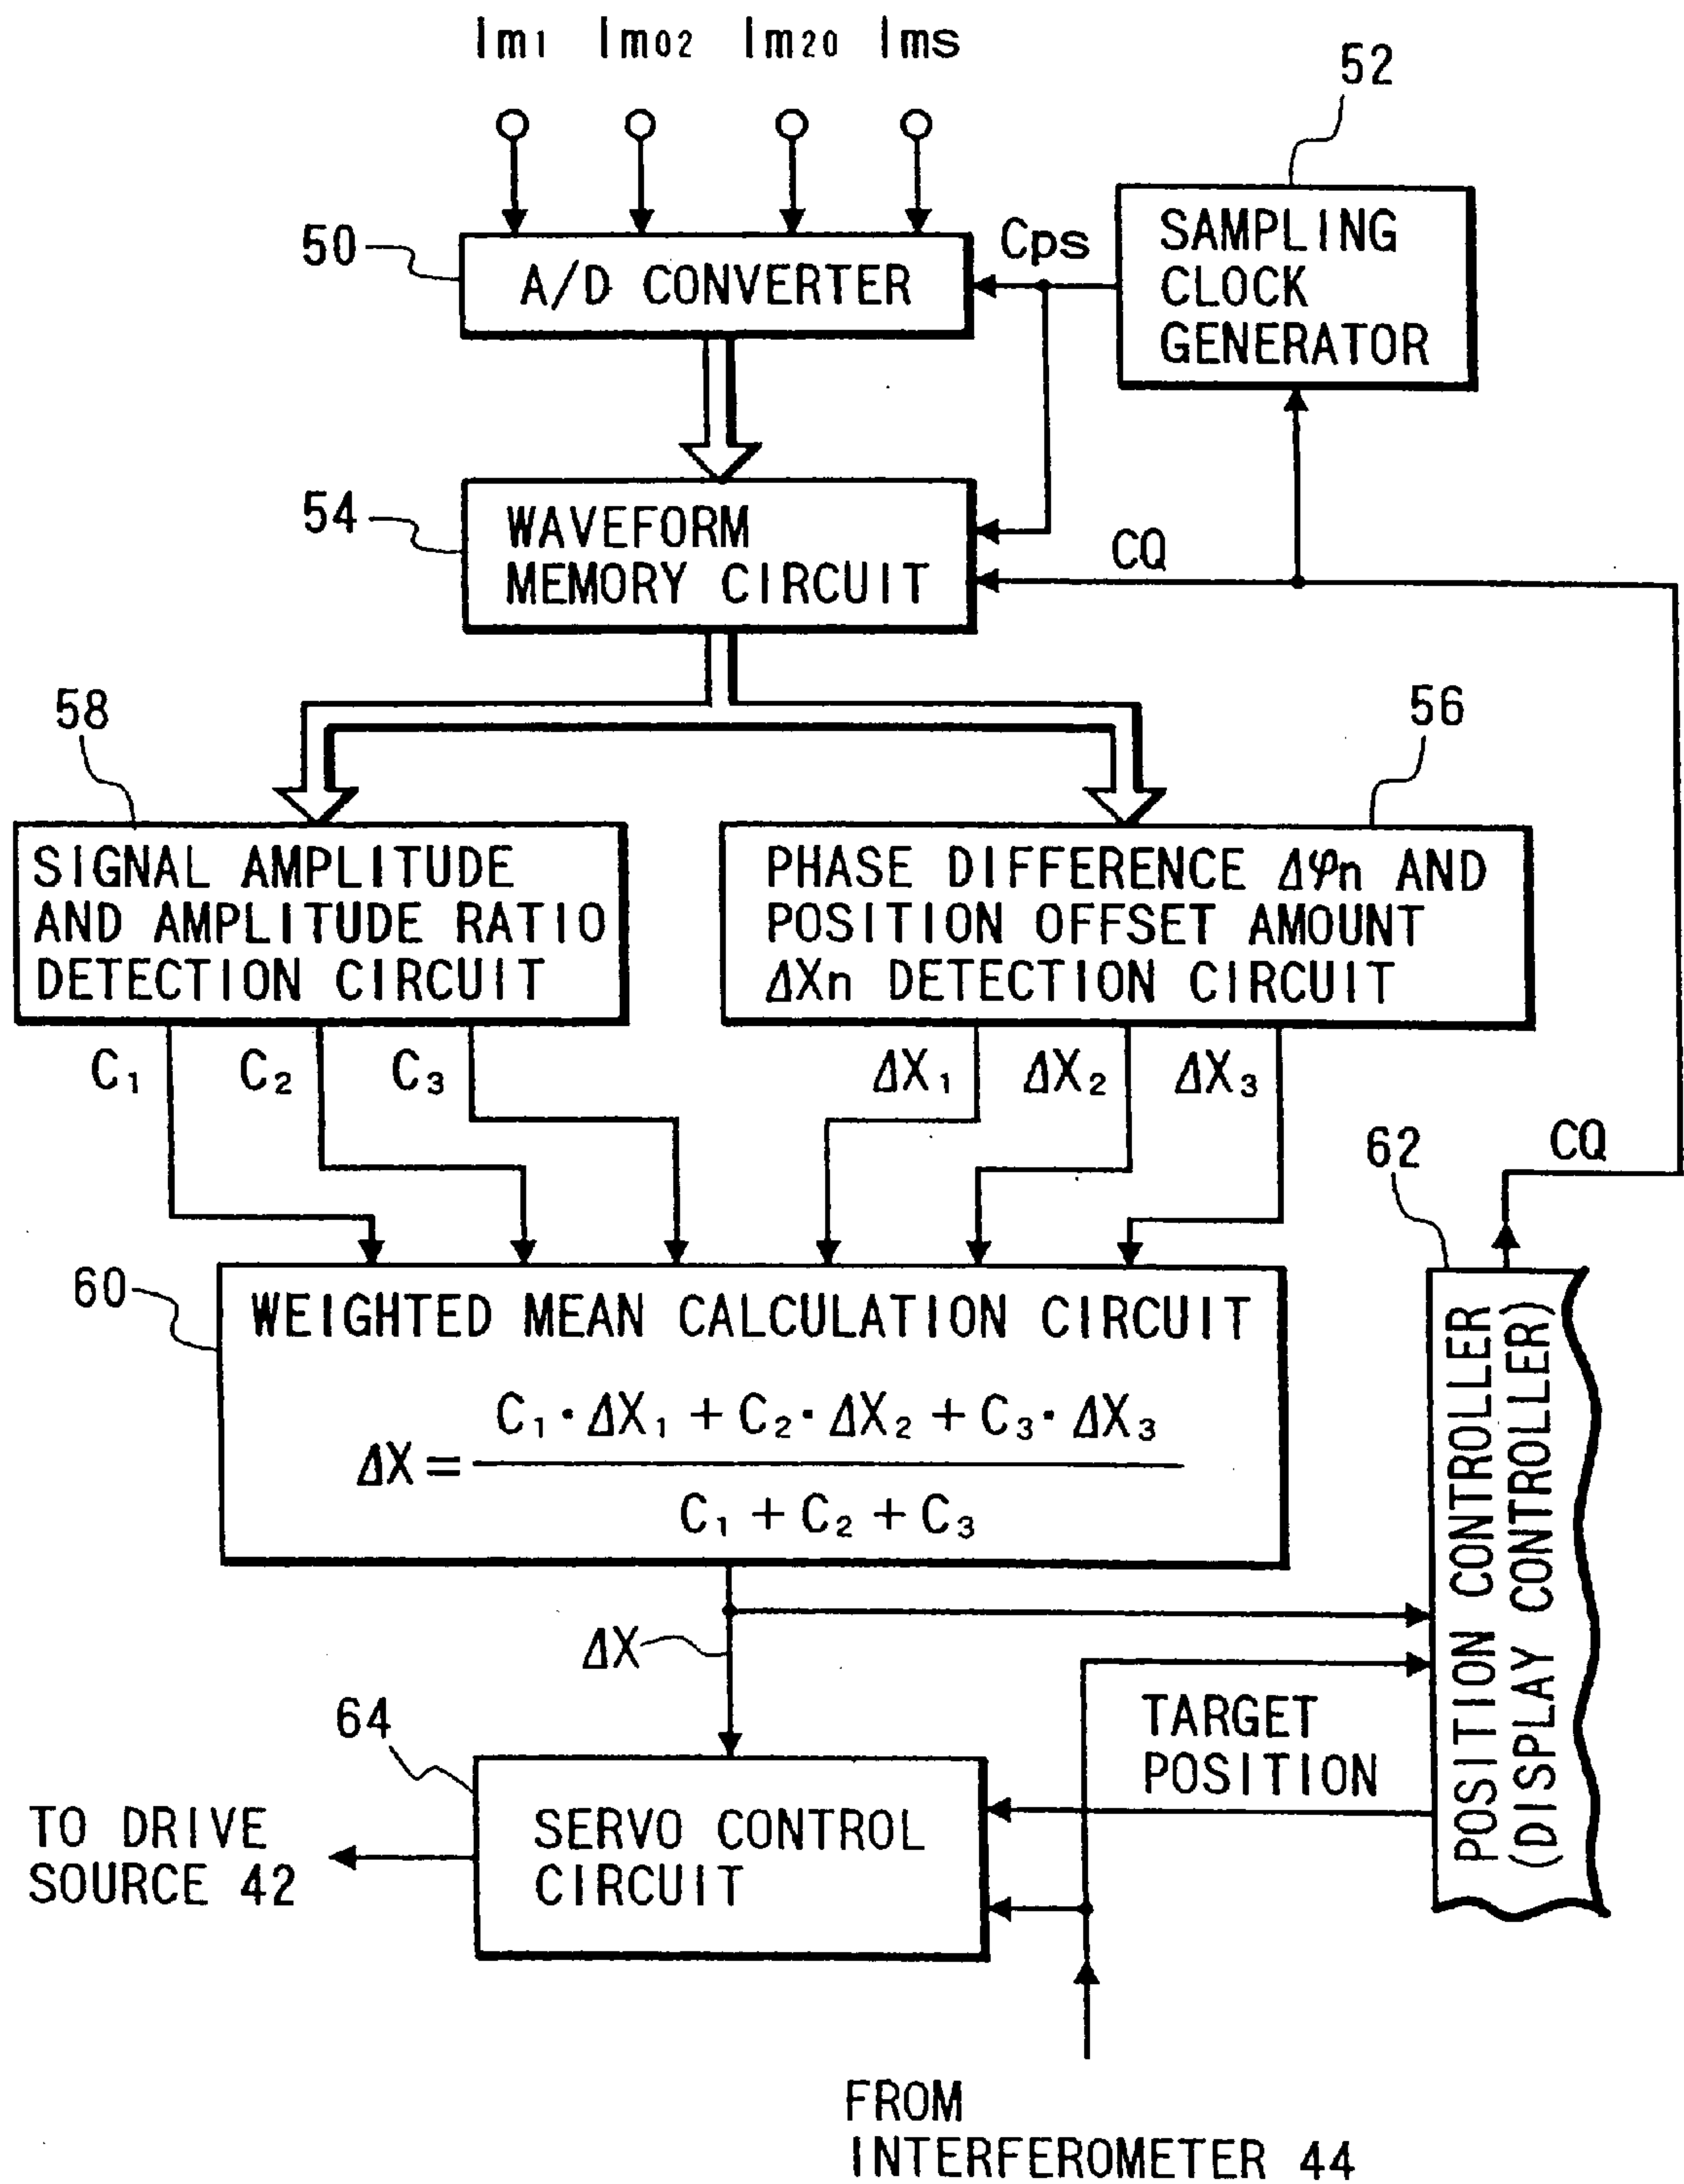 Im₁ Im₀₂ Im₂₀ Ims
52
50
A/D CONVERTER
Cps
SAMPLING
CLOCK
GENERATOR
54
WAVEFORM
MEMORY CIRCUIT
CQ
58
56
SIGNAL AMPLITUDE
AND AMPLITUDE RATIO
DETECTION CIRCUIT
PHASE DIFFERENCE Δφn AND
POSITION OFFSET AMOUNT
ΔXn DETECTION CIRCUIT
C₁ C₂ C₃
ΔX₁ ΔX₂ ΔX₃
62
CQ
60
WEIGHTED MEAN CALCULATION CIRCUIT
C₁·ΔX₁+C₂·ΔX₂+C₃·ΔX₃
ΔX=
C₁+C₂+C₃
POSITION CONTROLLER
(DISPLAY CONTROLLER)
ΔX
64
TARGET
POSITION
TO DRIVE
SOURCE 42
SERVO CONTROL
CIRCUIT
FROM
INTERFEROMETER 44